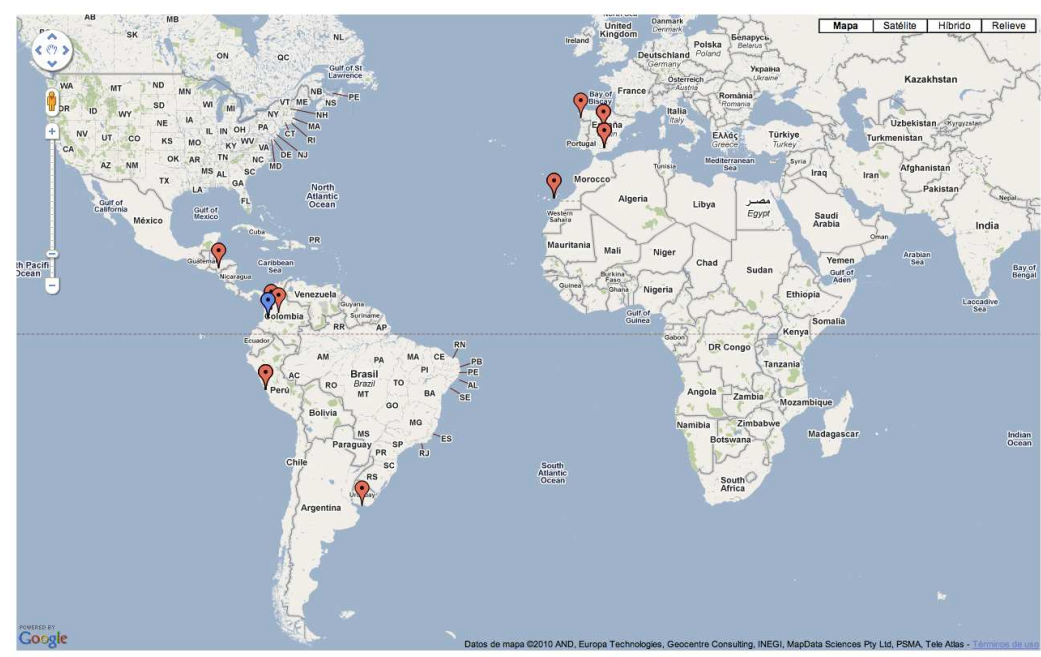 Mapa
Satélite
Híbrido
Relieve
AB
MB
SK
ON
QC
NL
Gulf of St
Lawrence
WA
MT
ND
MN
NB
PE
ME
NS
VT
OR
ID
WY
SD
WI
MI
NY
NH
MA
CT
RI
NV
UT
CO
NE
IA
IL
IN
OH
PA
NJ
DE
MD
CA
KS
MO
KY
WV
VA
AZ
NM
OK
AR
TN
NC
SC
TX
MS
AL
GA
LA
FL
Gulf of
California
Gulf of
Mexico
México
North
Atlantic
Ocean
Cuba
PR
Guatemala
Nicaragua
Caribbean
Sea
th Pacific
Ocean
Venezuela
Guyana
Suriname
Colombia
Ecuador
RR
AP
AM
PA
MA
CE
RN
PB
PE
AL
SE
PI
AC
RO
TO
BA
Brasil
Brazil
MT
GO
Perú
Bolivia
MG
ES
MS
SP
RJ
Paraguay
PR
SC
RS
Chile
Uruguay
Argentina
South
Atlantic
Ocean
Ireland
United
Kingdom
Danmark
Denmark
Беларусь
Belarus
Deutschland
Germany
Polska
Poland
Україна
Ukraine
Österreich
Austria
France
Bay of
Biscay
România
Romania
Italia
Italy
España
Portugal
Ελλάς
Greece
Türkiye
Turkey
Kazakhstan
Uzbekistan
Kyrgyzstan
Turkmenistan
Afghanistan
Pakistan
Iran
Iraq
Syria
Mediterranean
Sea
Tunisia
Morocco
Algeria
Libya
مصر
Egypt
Saudi
Arabia
Oman
Nepal
India
Western
Sahara
Mauritania
Mali
Niger
Chad
Sudan
Yemen
Gulf of
Aden
Arabian
Sea
Bay of
Bengal
Laccadive
Sea
Burkina
Faso
Guinea
Ghana
Nigeria
Gulf of
Guinea
Ethiopia
Somalia
Kenya
Gabon
DR Congo
Tanzania
Angola
Zambia
Mozambique
Namibia
Zimbabwe
Botswana
Madagascar
South
Africa
Indian
Ocean
POWERED BY
Google
Datos de mapa ©2010 AND, Europa Technologies, Geocentre Consulting, INEGI, MapData Sciences Pty Ltd, PSMA, Tele Atlas - Términos de uso